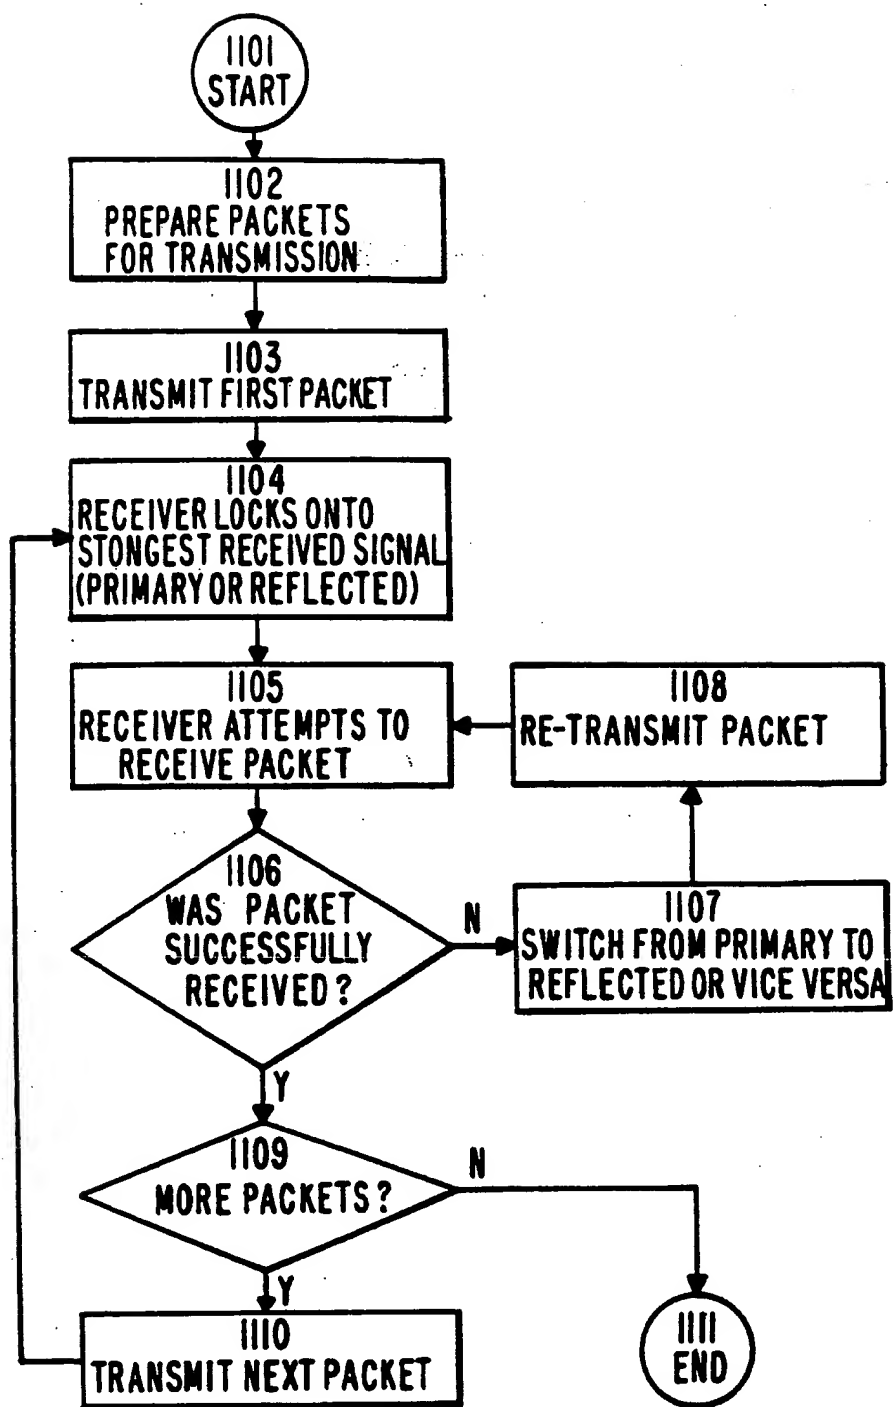 1101
START
1102
PREPARE PACKETS
FOR TRANSMISSION
1103
TRANSMIT FIRST PACKET
1104
RECEIVER LOCKS ONTO
STONGEST RECEIVED SIGNAL
(PRIMARY OR REFLECTED)
1105
RECEIVER ATTEMPTS TO
RECEIVE PACKET
1108
RE-TRANSMIT PACKET
1106
WAS PACKET
SUCCESSFULLY
RECEIVED?
N
1107
SWITCH FROM PRIMARY TO
REFLECTED OR VICE VERSA
Y
1109
MORE PACKETS?
N
Y
1110
TRANSMIT NEXT PACKET
1111
END